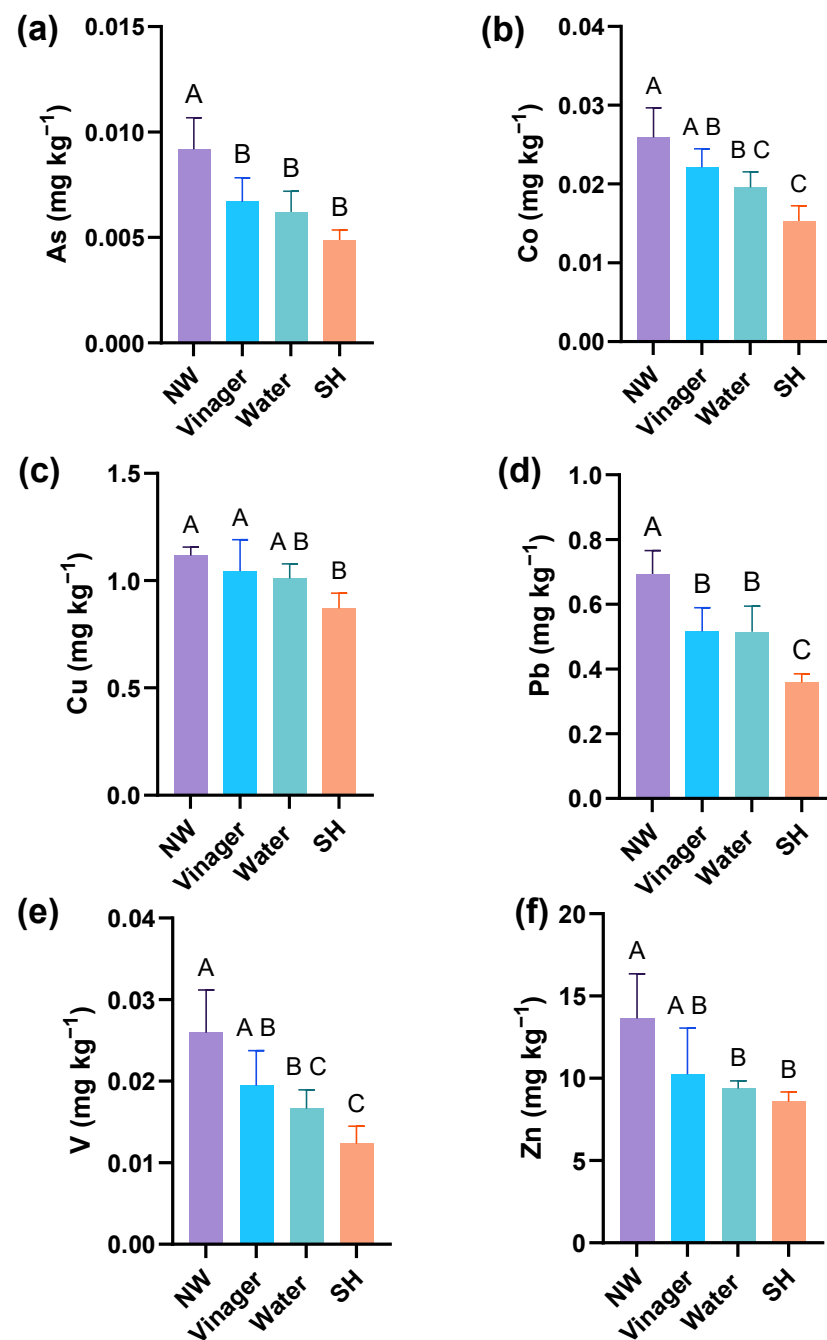 (a)
As (mg kg⁻¹)
0.015
0.010
0.005
0.000
A
B
B
B
NW
Vinager
Water
SH
(b)
Co (mg kg⁻¹)
0.04
0.03
0.02
0.01
0.00
A
A B
B C
C
NW
Vinager
Water
SH
(c)
Cu (mg kg⁻¹)
1.5
1.0
0.5
0.0
A
A
A B
B
NW
Vinager
Water
SH
(d)
Pb (mg kg⁻¹)
1.0
0.8
0.6
0.4
0.2
0.0
A
B
B
C
NW
Vinager
Water
SH
(e)
V (mg kg⁻¹)
0.04
0.03
0.02
0.01
0.00
A
A B
B C
C
NW
Vinager
Water
SH
(f)
Zn (mg kg⁻¹)
20
15
10
5
0
A
A B
B
B
NW
Vinager
Water
SH